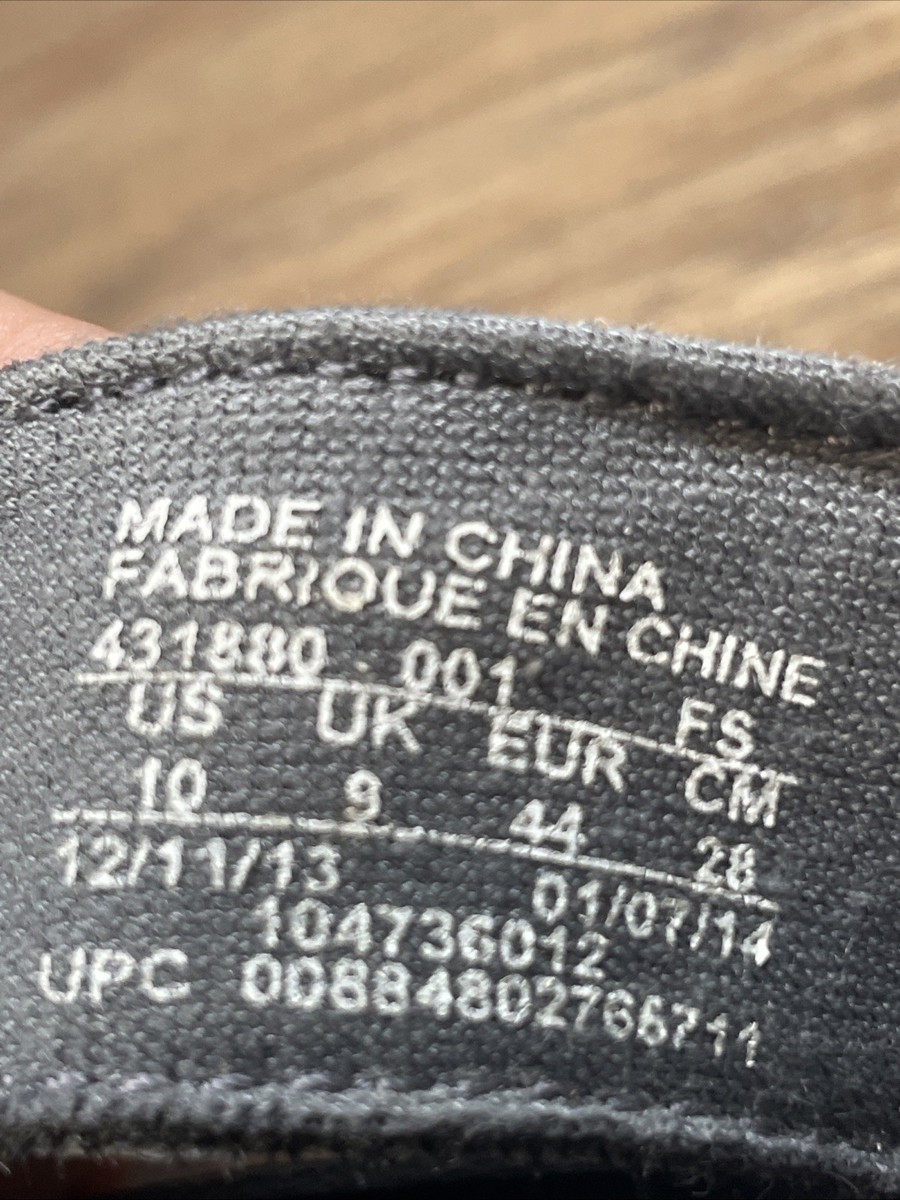 MADE IN CHINA
FABRIQUE EN CHINE
431880 - 001 FS
US UK EUR CM
10 9 44 28
12/11/13 01/07/14
104736012
UPC 00884802766711